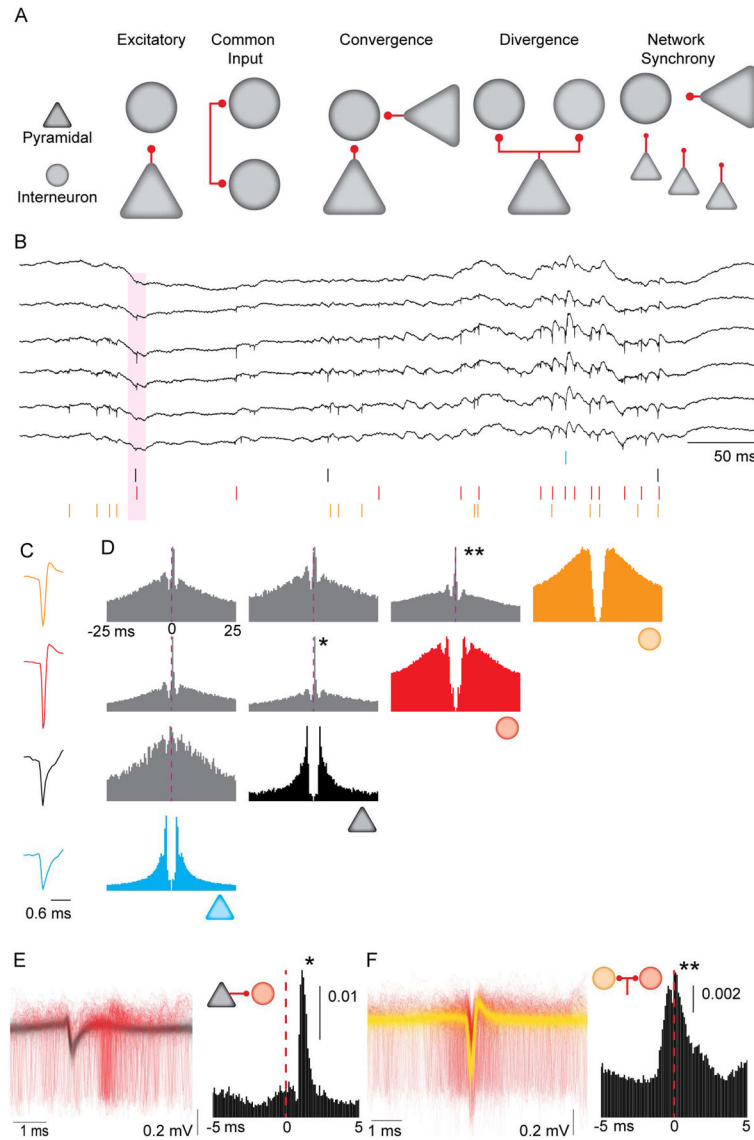 A
Excitatory
Common
Input
Convergence
Divergence
Network
Synchrony
Pyramidal
Interneuron
B
50 ms
C
D
**
-25 ms
0
25
*
0.6 ms
E
*
0.01
1 ms
0.2 mV
-5 ms
0
5
F
**
0.002
1 ms
0.2 mV
-5 ms
0
5